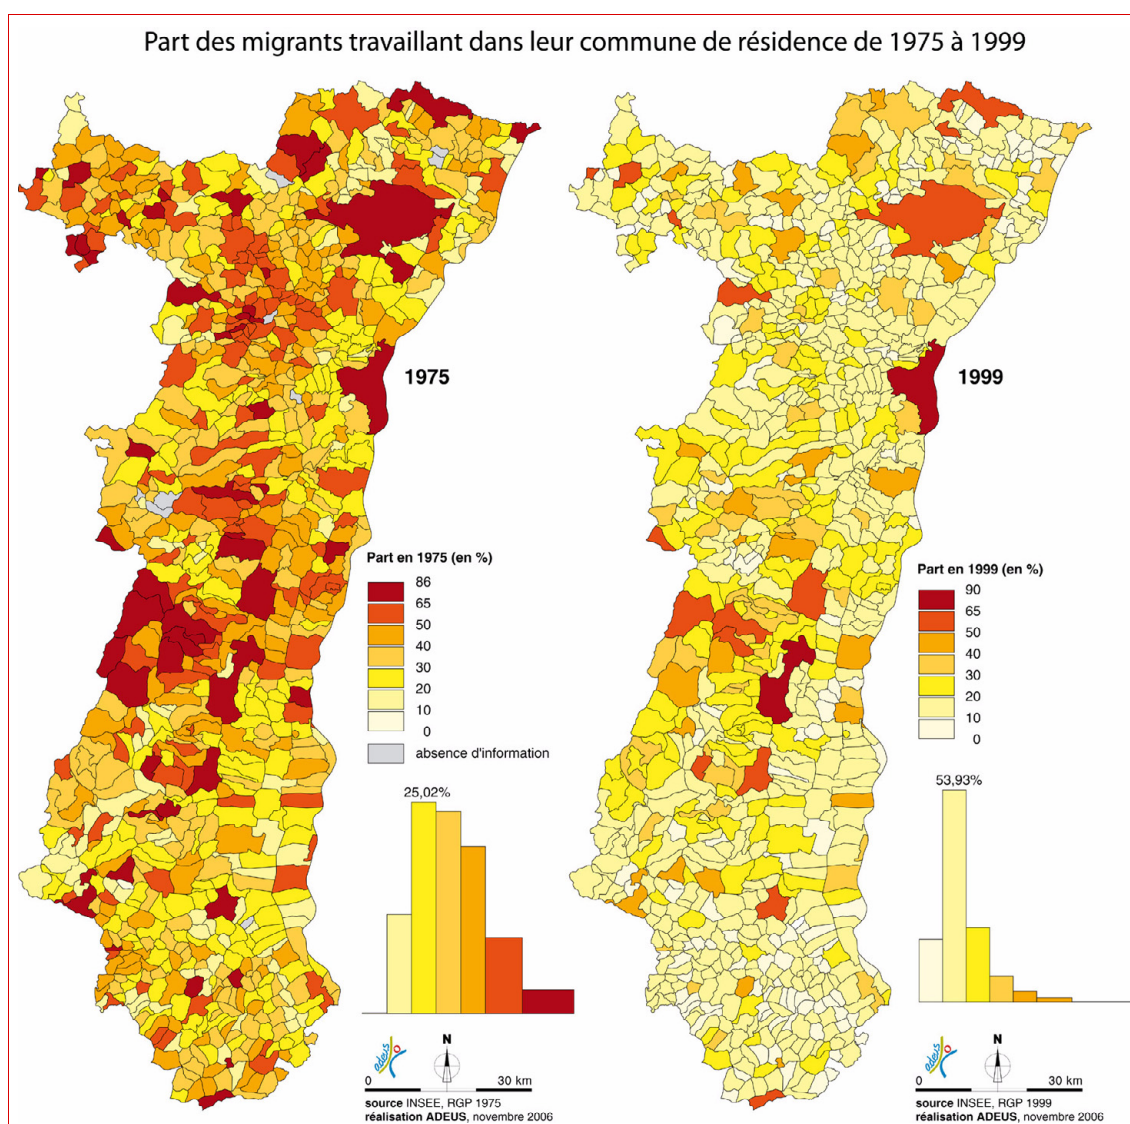 Part des migrants travaillant dans leur commune de résidence de 1975 à 1999
1975
Part en 1975 (en %)
86
65
50
40
30
20
10
0
absence d'information
25,02%
adeus
N
0 30 km
source INSEE, RGP 1975
réalisation ADEUS, novembre 2006
1999
Part en 1999 (en %)
90
65
50
40
30
20
10
0
53,93%
adeus
N
0 30 km
source INSEE, RGP 1999
réalisation ADEUS, novembre 2006